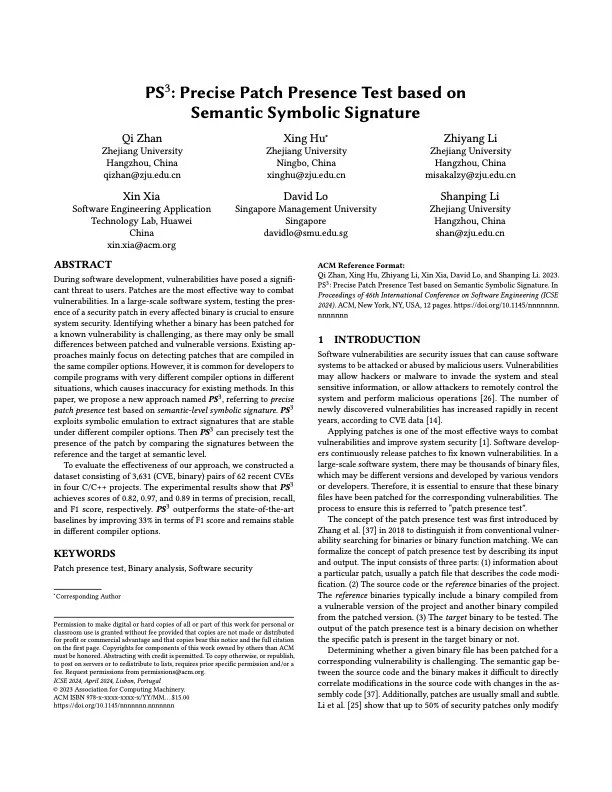 PS³: Precise Patch Presence Test based on
Semantic Symbolic Signature
Qi Zhan
Zhejiang University
Hangzhou, China
qizhan@zju.edu.cn
Xing Hu*
Zhejiang University
Ningbo, China
xinghu@zju.edu.cn
Zhiyang Li
Zhejiang University
Hangzhou, China
misakalzy@zju.edu.cn
Xin Xia
Software Engineering Application
Technology Lab, Huawei
China
xin.xia@acm.org
David Lo
Singapore Management University
Singapore
davidlo@smu.edu.sg
Shanping Li
Zhejiang University
Hangzhou, China
shan@zju.edu.cn
ABSTRACT
During software development, vulnerabilities have posed a signifi-
cant threat to users. Patches are the most effective way to combat
vulnerabilities. In a large-scale software system, testing the pres-
ence of a security patch in every affected binary is crucial to ensure
system security. Identifying whether a binary has been patched for
a known vulnerability is challenging, as there may only be small
differences between patched and vulnerable versions. Existing ap-
proaches mainly focus on detecting patches that are compiled in
the same compiler options. However, it is common for developers to
compile programs with very different compiler options in different
situations, which causes inaccuracy for existing methods. In this
paper, we propose a new approach named PS³, referring to precise
patch presence test based on semantic-level symbolic signature. PS³
exploits symbolic emulation to extract signatures that are stable
under different compiler options. Then PS³ can precisely test the
presence of the patch by comparing the signatures between the
reference and the target at semantic level.
To evaluate the effectiveness of our approach, we constructed a
dataset consisting of 3,631 (CVE, binary) pairs of 62 recent CVEs
in four C/C++ projects. The experimental results show that PS³
achieves scores of 0.82, 0.97, and 0.89 in terms of precision, recall,
and F1 score, respectively. PS³ outperforms the state-of-the-art
baselines by improving 33% in terms of F1 score and remains stable
in different compiler options.
KEYWORDS
Patch presence test, Binary analysis, Software security
*Corresponding Author
Permission to make digital or hard copies of all or part of this work for personal or
classroom use is granted without fee provided that copies are not made or distributed
for profit or commercial advantage and that copies bear this notice and the full citation
on the first page. Copyrights for components of this work owned by others than ACM
must be honored. Abstracting with credit is permitted. To copy otherwise, or republish,
to post on servers or to redistribute to lists, requires prior specific permission and/or a
fee. Request permissions from permissions@acm.org.
ICSE 2024, April 2024, Lisbon, Portugal
© 2023 Association for Computing Machinery.
ACM ISBN 978-x-xxxx-xxxx-x/YY/MM…$15.00
https://doi.org/10.1145/nnnnnnn.nnnnnnn
ACM Reference Format:
Qi Zhan, Xing Hu, Zhiyang Li, Xin Xia, David Lo, and Shanping Li. 2023.
PS³: Precise Patch Presence Test based on Semantic Symbolic Signature. In
Proceedings of 46th International Conference on Software Engineering (ICSE
2024). ACM, New York, NY, USA, 12 pages. https://doi.org/10.1145/nnnnnnn.
nnnnnnn
1 INTRODUCTION
Software vulnerabilities are security issues that can cause software
systems to be attacked or abused by malicious users. Vulnerabilities
may allow hackers or malware to invade the system and steal
sensitive information, or allow attackers to remotely control the
system and perform malicious operations [26]. The number of
newly discovered vulnerabilities has increased rapidly in recent
years, according to CVE data [14].
Applying patches is one of the most effective ways to combat
vulnerabilities and improve system security [1]. Software develop-
ers continuously release patches to fix known vulnerabilities. In a
large-scale software system, there may be thousands of binary files,
which may be different versions and developed by various vendors
or developers. Therefore, it is essential to ensure that these binary
files have been patched for the corresponding vulnerabilities. The
process to ensure this is referred to "patch presence test".
The concept of the patch presence test was first introduced by
Zhang et al. [37] in 2018 to distinguish it from conventional vulner-
ability searching for binaries or binary function matching. We can
formalize the concept of patch presence test by describing its input
and output. The input consists of three parts: (1) information about
a particular patch, usually a patch file that describes the code modi-
fication. (2) The source code or the reference binaries of the project.
The reference binaries typically include a binary compiled from
a vulnerable version of the project and another binary compiled
from the patched version. (3) The target binary to be tested. The
output of the patch presence test is a binary decision on whether
the specific patch is present in the target binary or not.
Determining whether a given binary file has been patched for a
corresponding vulnerability is challenging. The semantic gap be-
tween the source code and the binary makes it difficult to directly
correlate modifications in the source code with changes in the as-
sembly code [37]. Additionally, patches are usually small and subtle.
Li et al. [25] show that up to 50% of security patches only modify